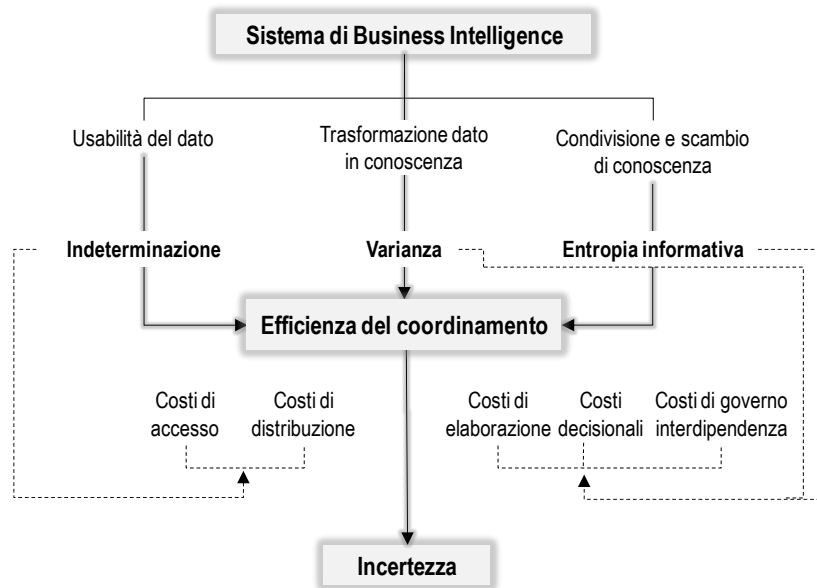 Sistema di Business Intelligence
Usabilità del dato
Trasformazione dato
in conoscenza
Condivisione e scambio
di conoscenza
Indeterminazione
Varianza
Entropia informativa
Efficienza del coordinamento
Costi di
accesso
Costi di
distribuzione
Costi di
elaborazione
Costi
decisionali
Costi di governo
interdipendenza
Incertezza